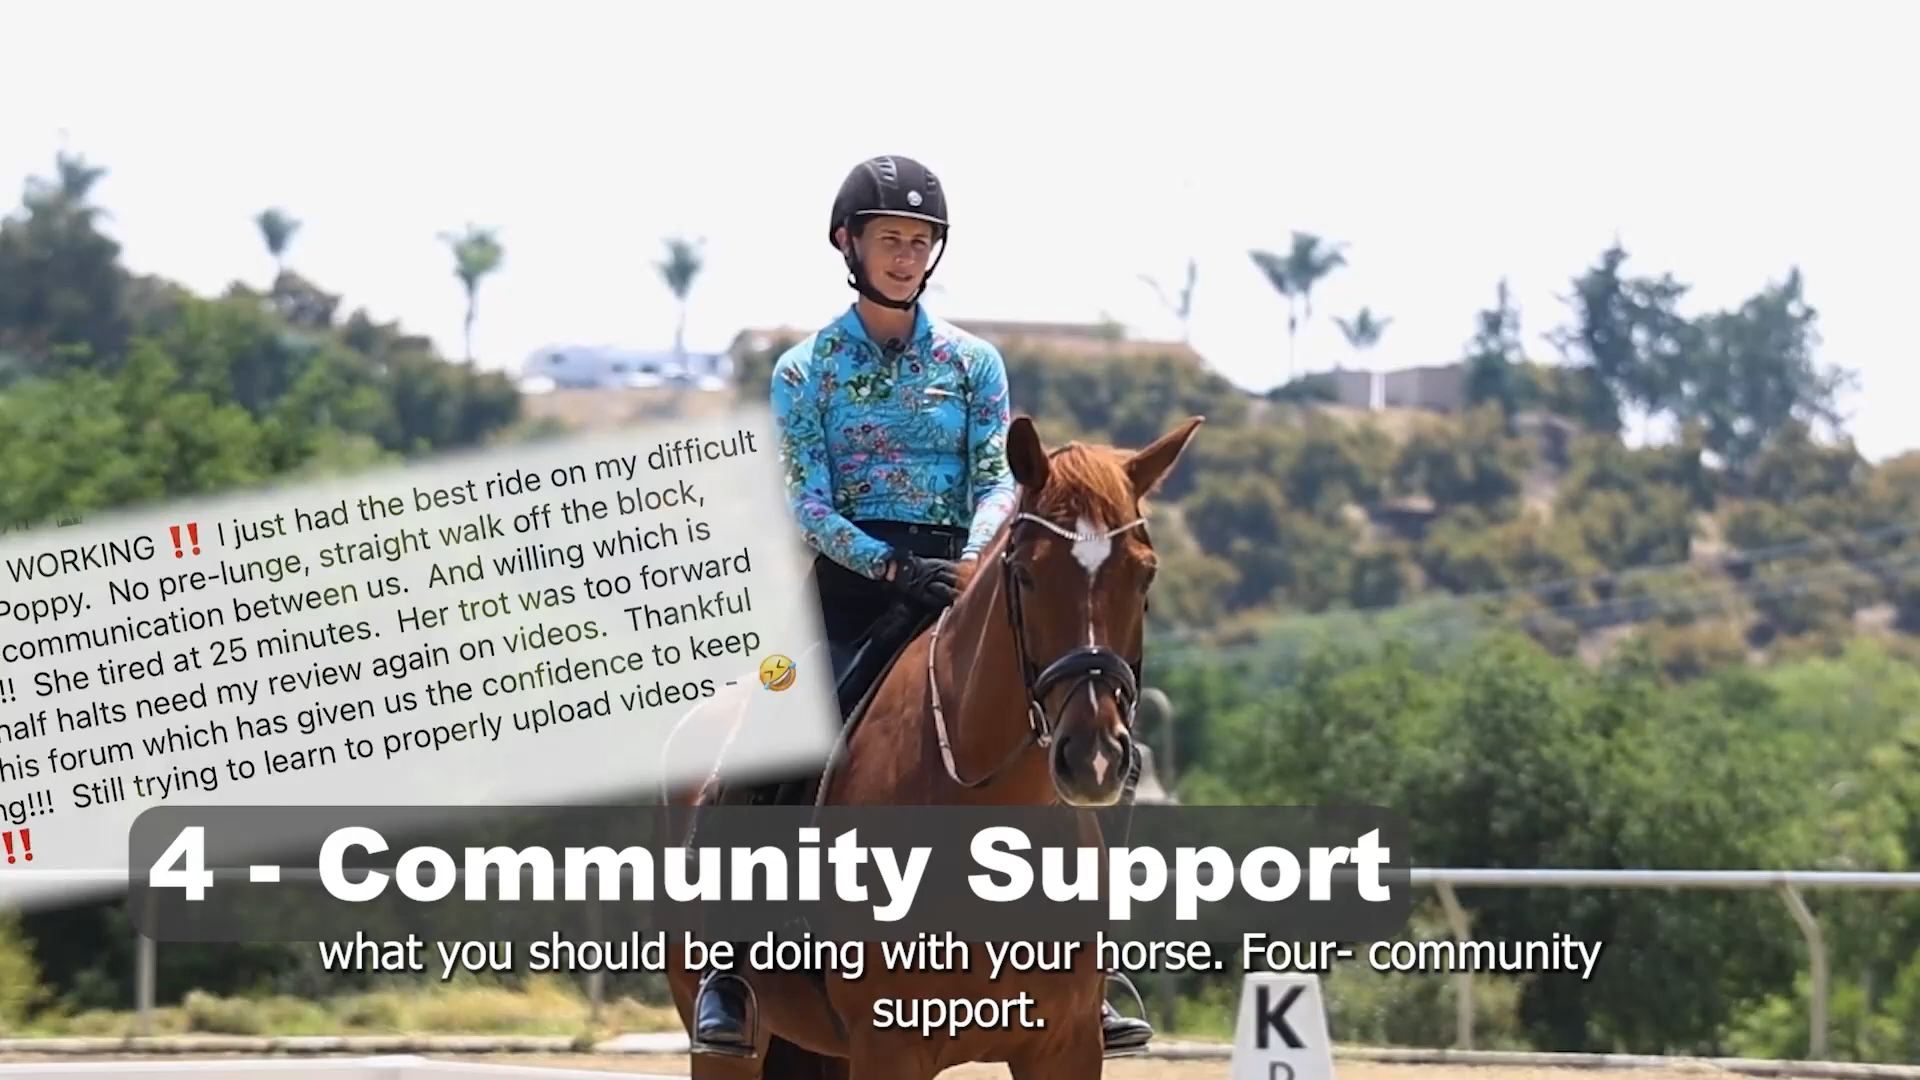 WORKING ‼️ I just had the best ride on my difficult
Poppy. No pre-lunge, straight walk off the block,
communication between us. And willing which is
!! She tired at 25 minutes. Her trot was too forward
half halts need my review again on videos. Thankful
his forum which has given us the confidence to keep
ng!!! Still trying to learn to properly upload videos - 🤣
‼️
4 - Community Support
what you should be doing with your horse. Four- community
support.
K